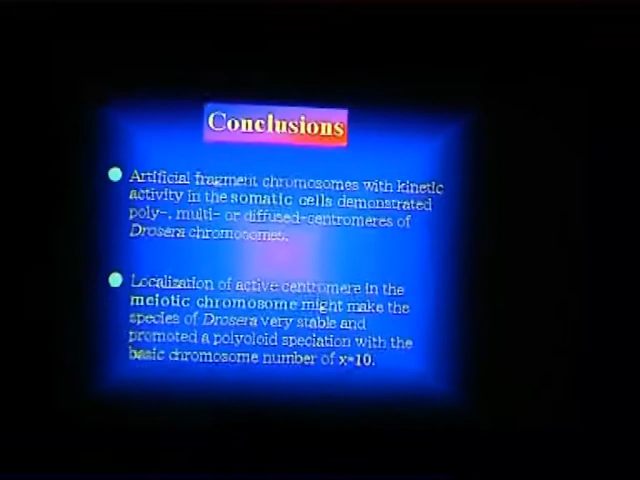 Conclusions
Artificial fragment chromosomes with kinetic
activity in the somatic cells demonstrated
poly-, multi- or diffused-centromeres of
Drosera chromosomes.
Localization of active centromere in the
meiotic chromosome might make the
species of Drosera very stable and
promoted a polyoloid speciation with the
basic chromosome number of x=10.